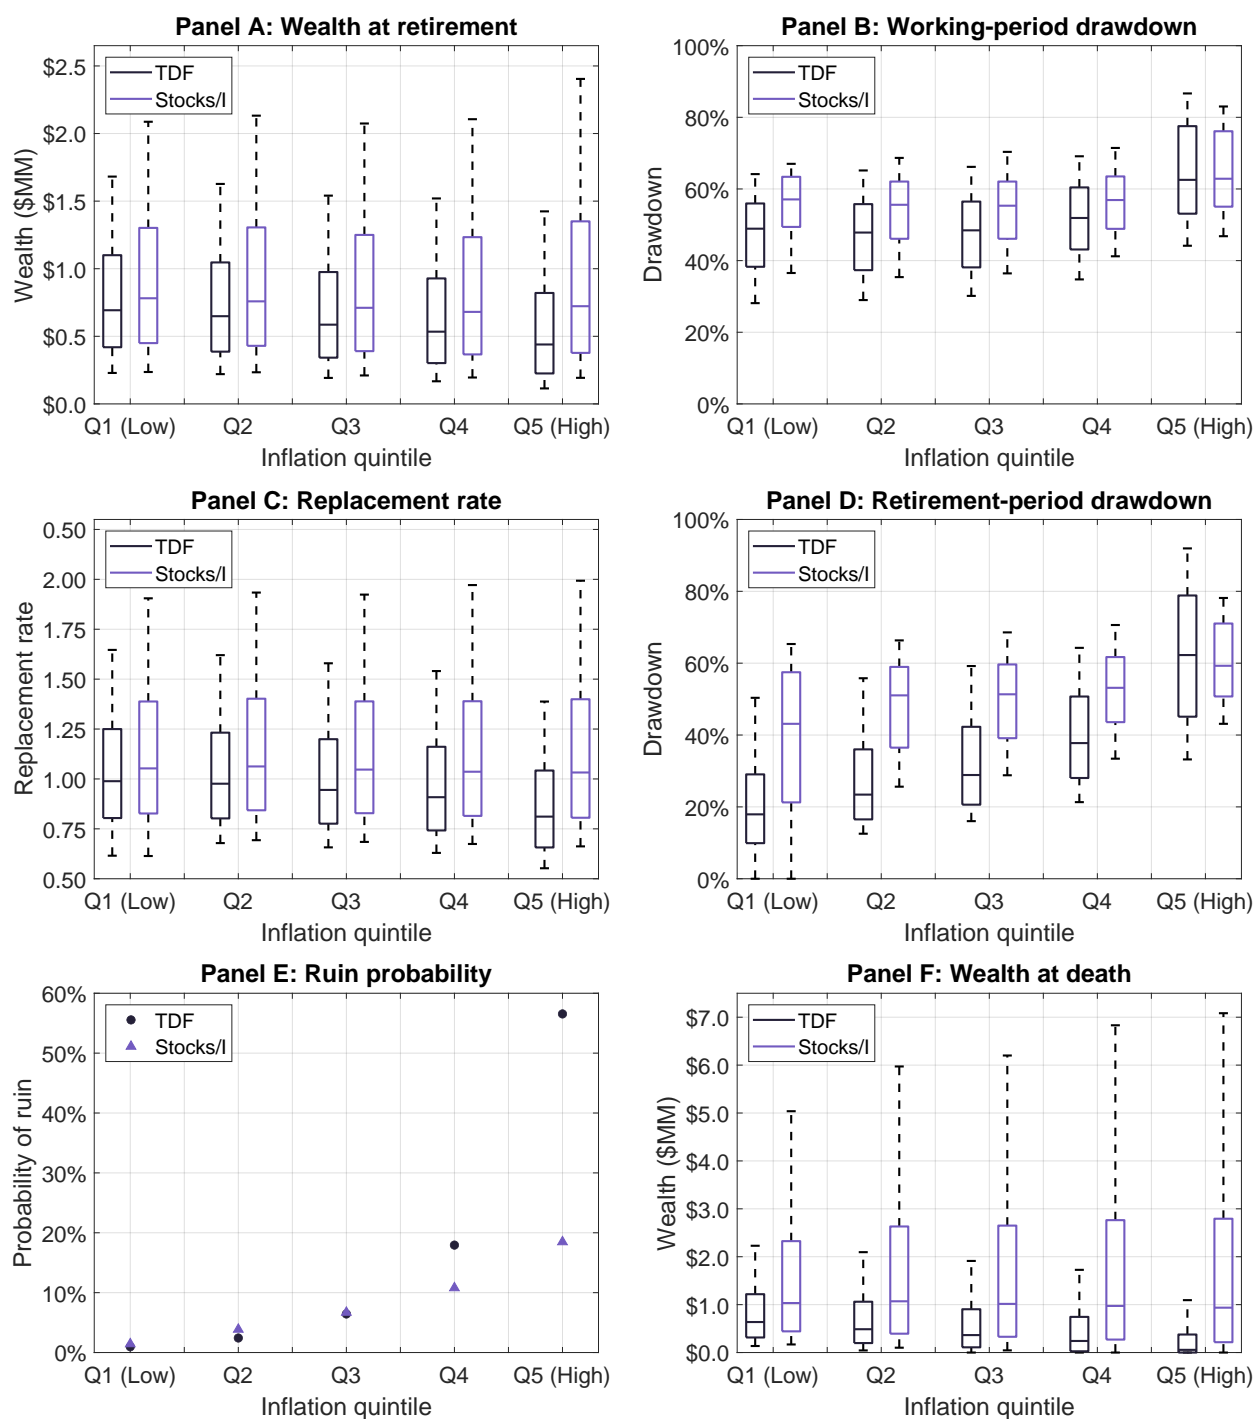 Panel A: Wealth at retirement
Wealth ($MM)
$2.5
$2.0
$1.5
$1.0
$0.5
$0.0
TDF
Stocks/I
Q1 (Low) Q2 Q3 Q4 Q5 (High)
Inflation quintile
Panel B: Working-period drawdown
Drawdown
100%
80%
60%
40%
20%
0%
TDF
Stocks/I
Q1 (Low) Q2 Q3 Q4 Q5 (High)
Inflation quintile
Panel C: Replacement rate
Replacement rate
0.50
2.00
1.75
1.50
1.25
1.00
0.75
0.50
TDF
Stocks/I
Q1 (Low) Q2 Q3 Q4 Q5 (High)
Inflation quintile
Panel D: Retirement-period drawdown
Drawdown
100%
80%
60%
40%
20%
0%
TDF
Stocks/I
Q1 (Low) Q2 Q3 Q4 Q5 (High)
Inflation quintile
Panel E: Ruin probability
Probability of ruin
60%
50%
40%
30%
20%
10%
0%
TDF
Stocks/I
Q1 (Low) Q2 Q3 Q4 Q5 (High)
Inflation quintile
Panel F: Wealth at death
Wealth ($MM)
$7.0
$6.0
$5.0
$4.0
$3.0
$2.0
$1.0
$0.0
TDF
Stocks/I
Q1 (Low) Q2 Q3 Q4 Q5 (High)
Inflation quintile